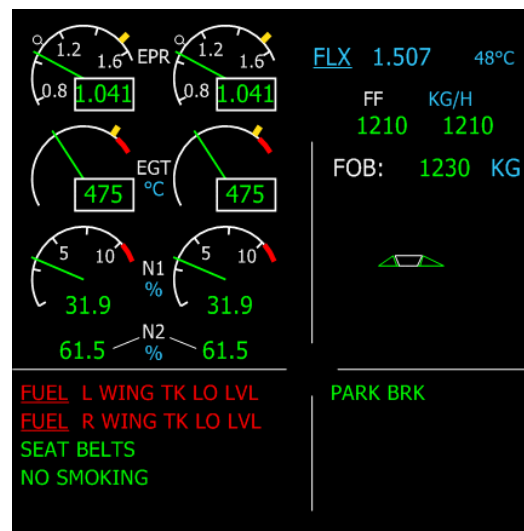 1.2 1.6 EPR 1.2 1.6
0.8 1.041 0.8 1.041
FLX 1.507 48°C
FF KG/H
1210 1210
EGT
°C
475 475
FOB: 1230 KG
5 10 N1 5 10
%
31.9 31.9
N2
61.5 % 61.5
FUEL L WING TK LO LVL
FUEL R WING TK LO LVL
SEAT BELTS
NO SMOKING
PARK BRK